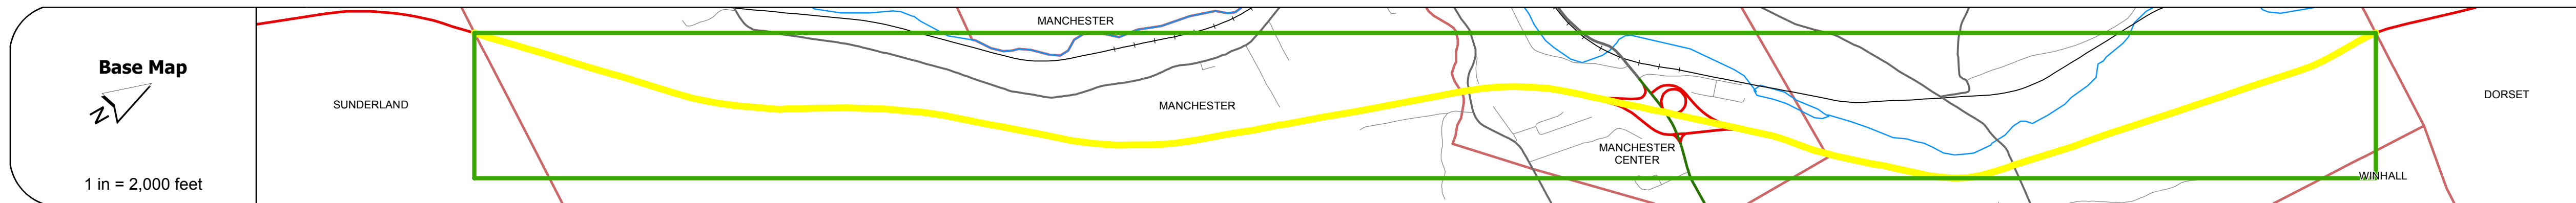 Base Map
N
1 in = 2,000 feet
SUNDERLAND
MANCHESTER
MANCHESTER
MANCHESTER
CENTER
DORSET
WINHALL